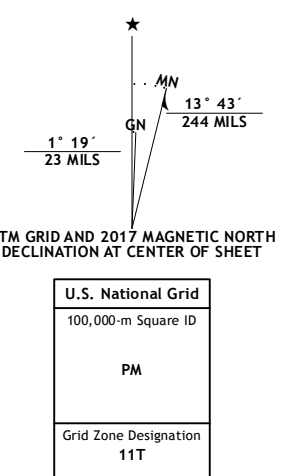 ★
MN
GN
13° 43´
244 MILS
1° 19´
23 MILS
TM GRID AND 2017 MAGNETIC NORTH
DECLINATION AT CENTER OF SHEET
U.S. National Grid
100,000-m Square ID
PM
Grid Zone Designation
11T